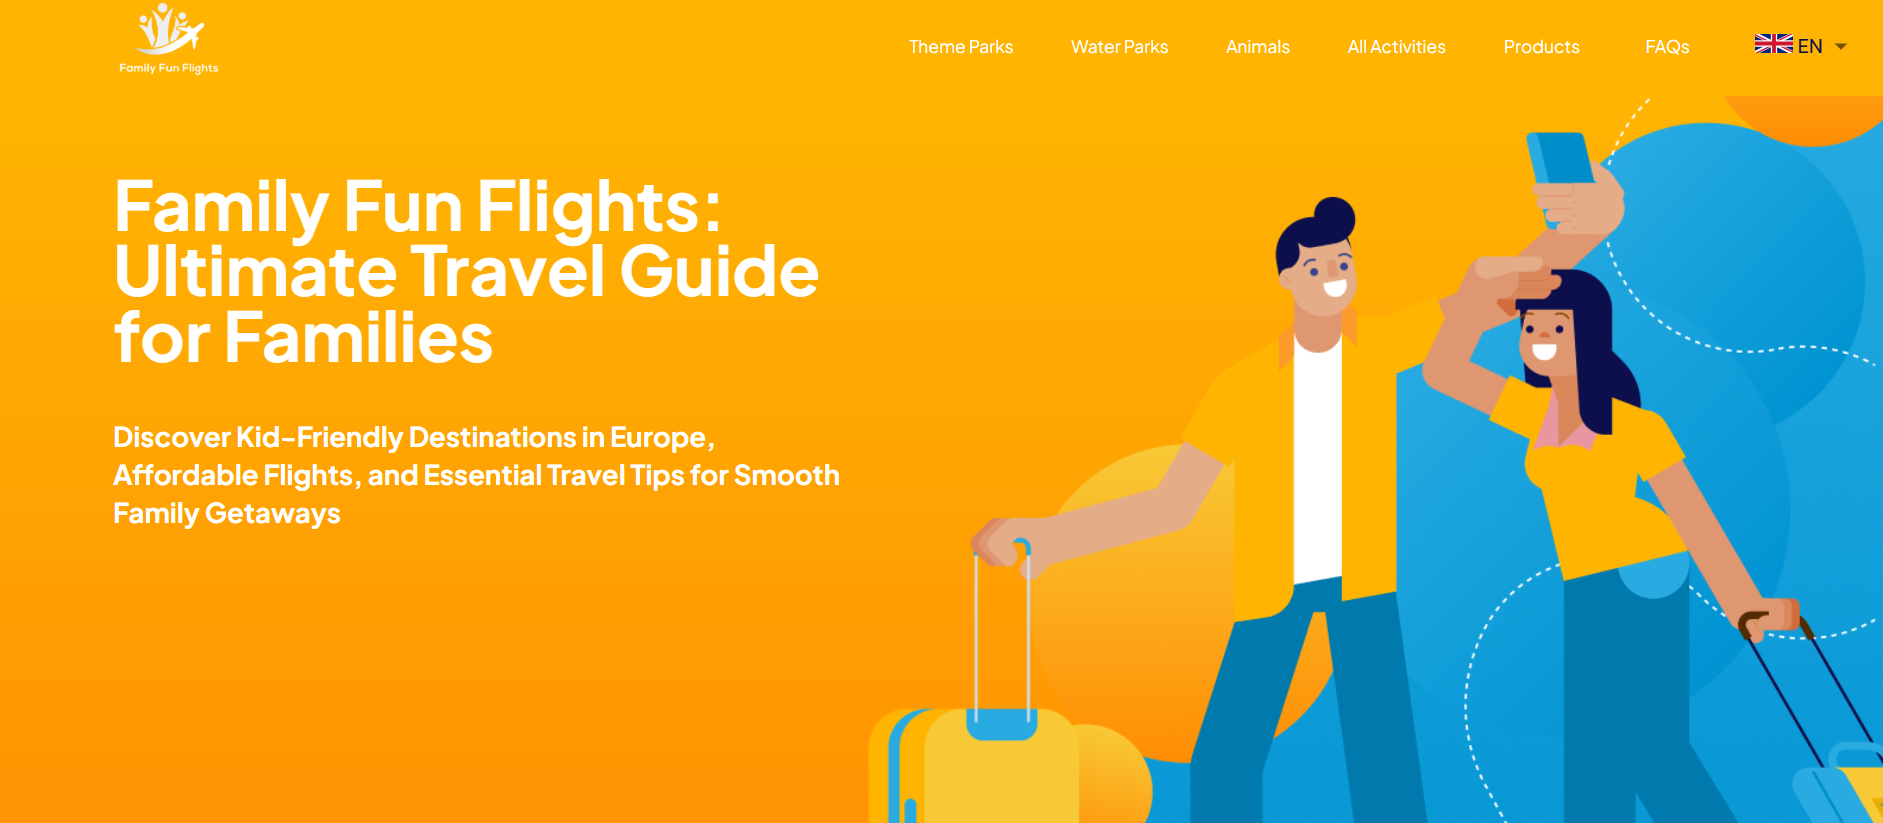 Family Fun Flights
Theme Parks
Water Parks
Animals
All Activities
Products
FAQs
EN
Family Fun Flights:
Ultimate Travel Guide
for Families
Discover Kid-Friendly Destinations in Europe,
Affordable Flights, and Essential Travel Tips for Smooth
Family Getaways